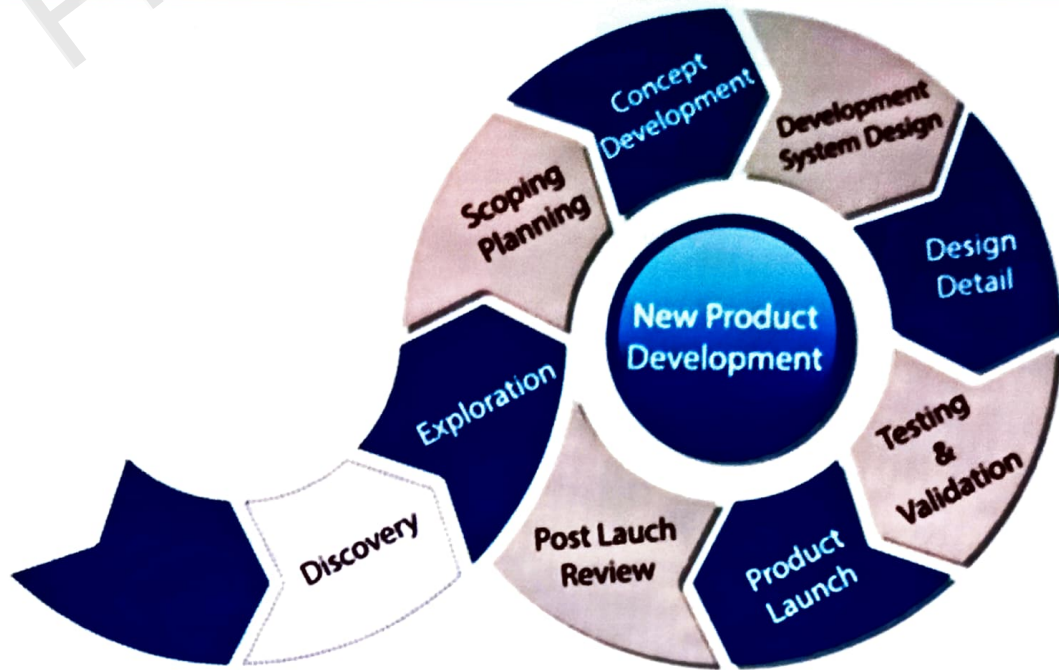 Discovery
Exploration
Scoping
Planning
Concept
Development
Development
System Design
Design
Detail
Testing
&
Validation
Product
Launch
Post Lauch
Review
New Product
Development